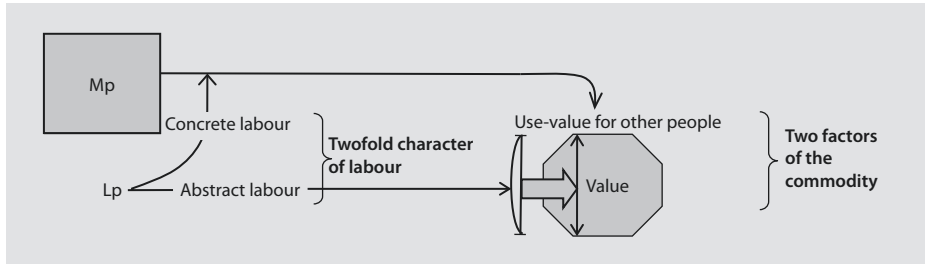 Mp
Concrete labour
Lp
Abstract labour
Twofold character
of labour
Use-value for other people
Value
Two factors
of the
commodity